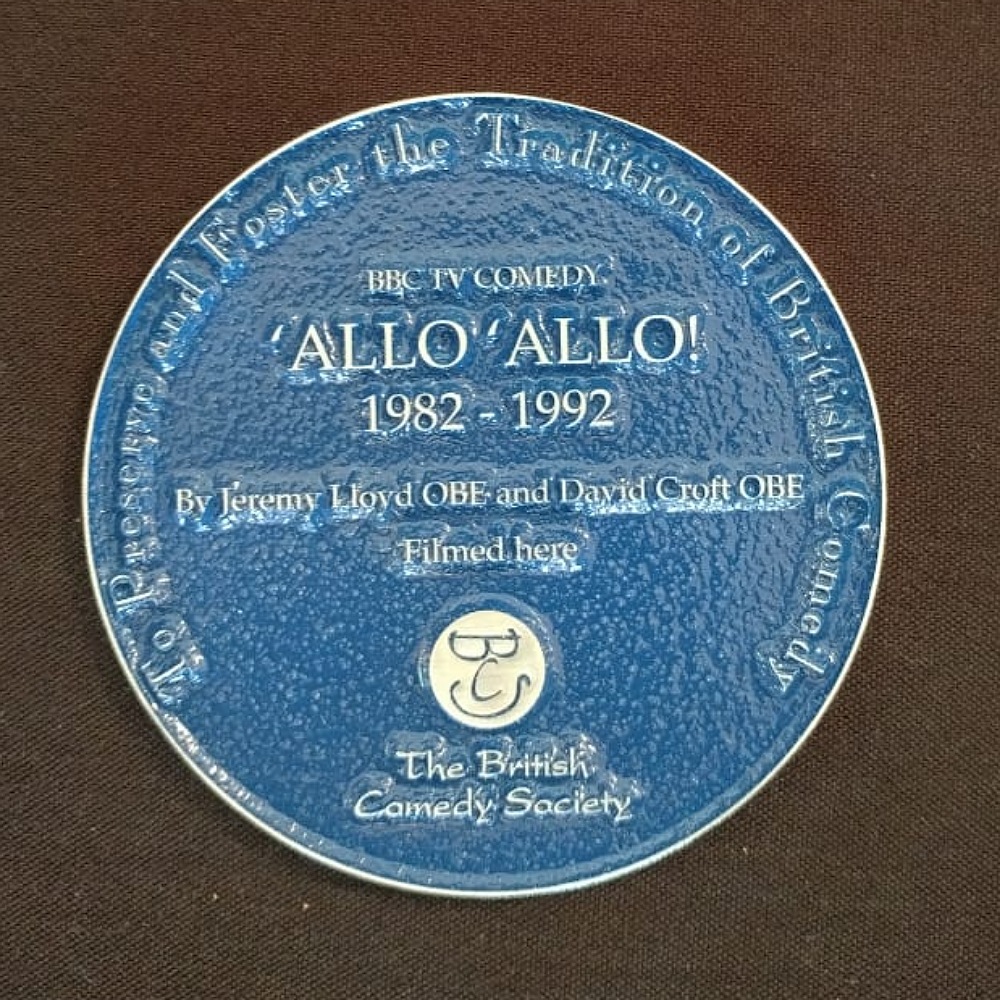 To Preserve and Foster the Tradition of British Comedy
BBC TV COMEDY
'ALLO 'ALLO!
1982 - 1992
By Jeremy Lloyd OBE and David Croft OBE
Filmed here
BCS
The British
Comedy Society